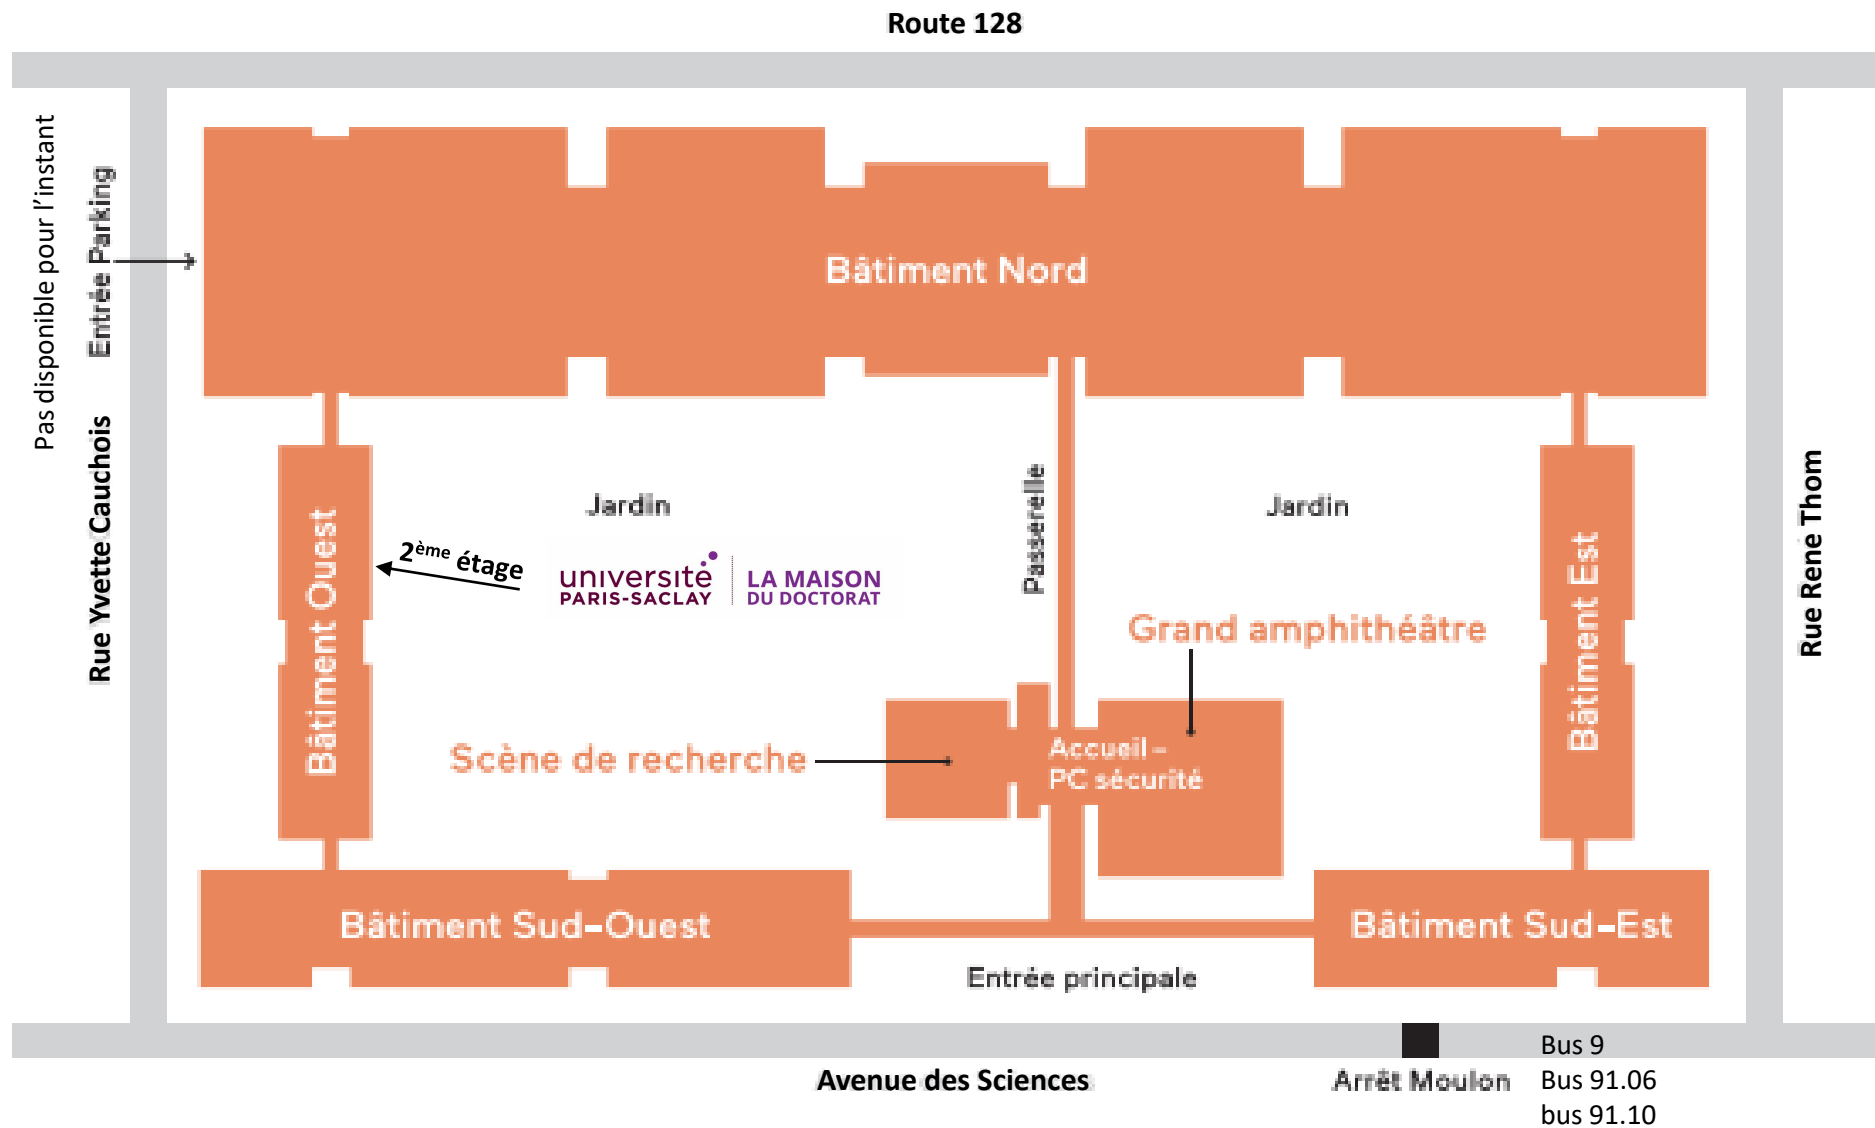 Route 128
Pas disponible pour l'instant
Entrée Parking
Bâtiment Nord
Rue Yvette Cauchois
Bâtiment Ouest
Jardin
2ème étage
université
PARIS-SACLAY
LA MAISON
DU DOCTORAT
Passerelle
Jardin
Bâtiment Est
Rue René Thom
Grand amphithéâtre
Scène de recherche
Accueil –
PC sécurité
Bâtiment Sud-Ouest
Bâtiment Sud-Est
Entrée principale
Avenue des Sciences
Arrêt Moulon
Bus 9
Bus 91.06
bus 91.10